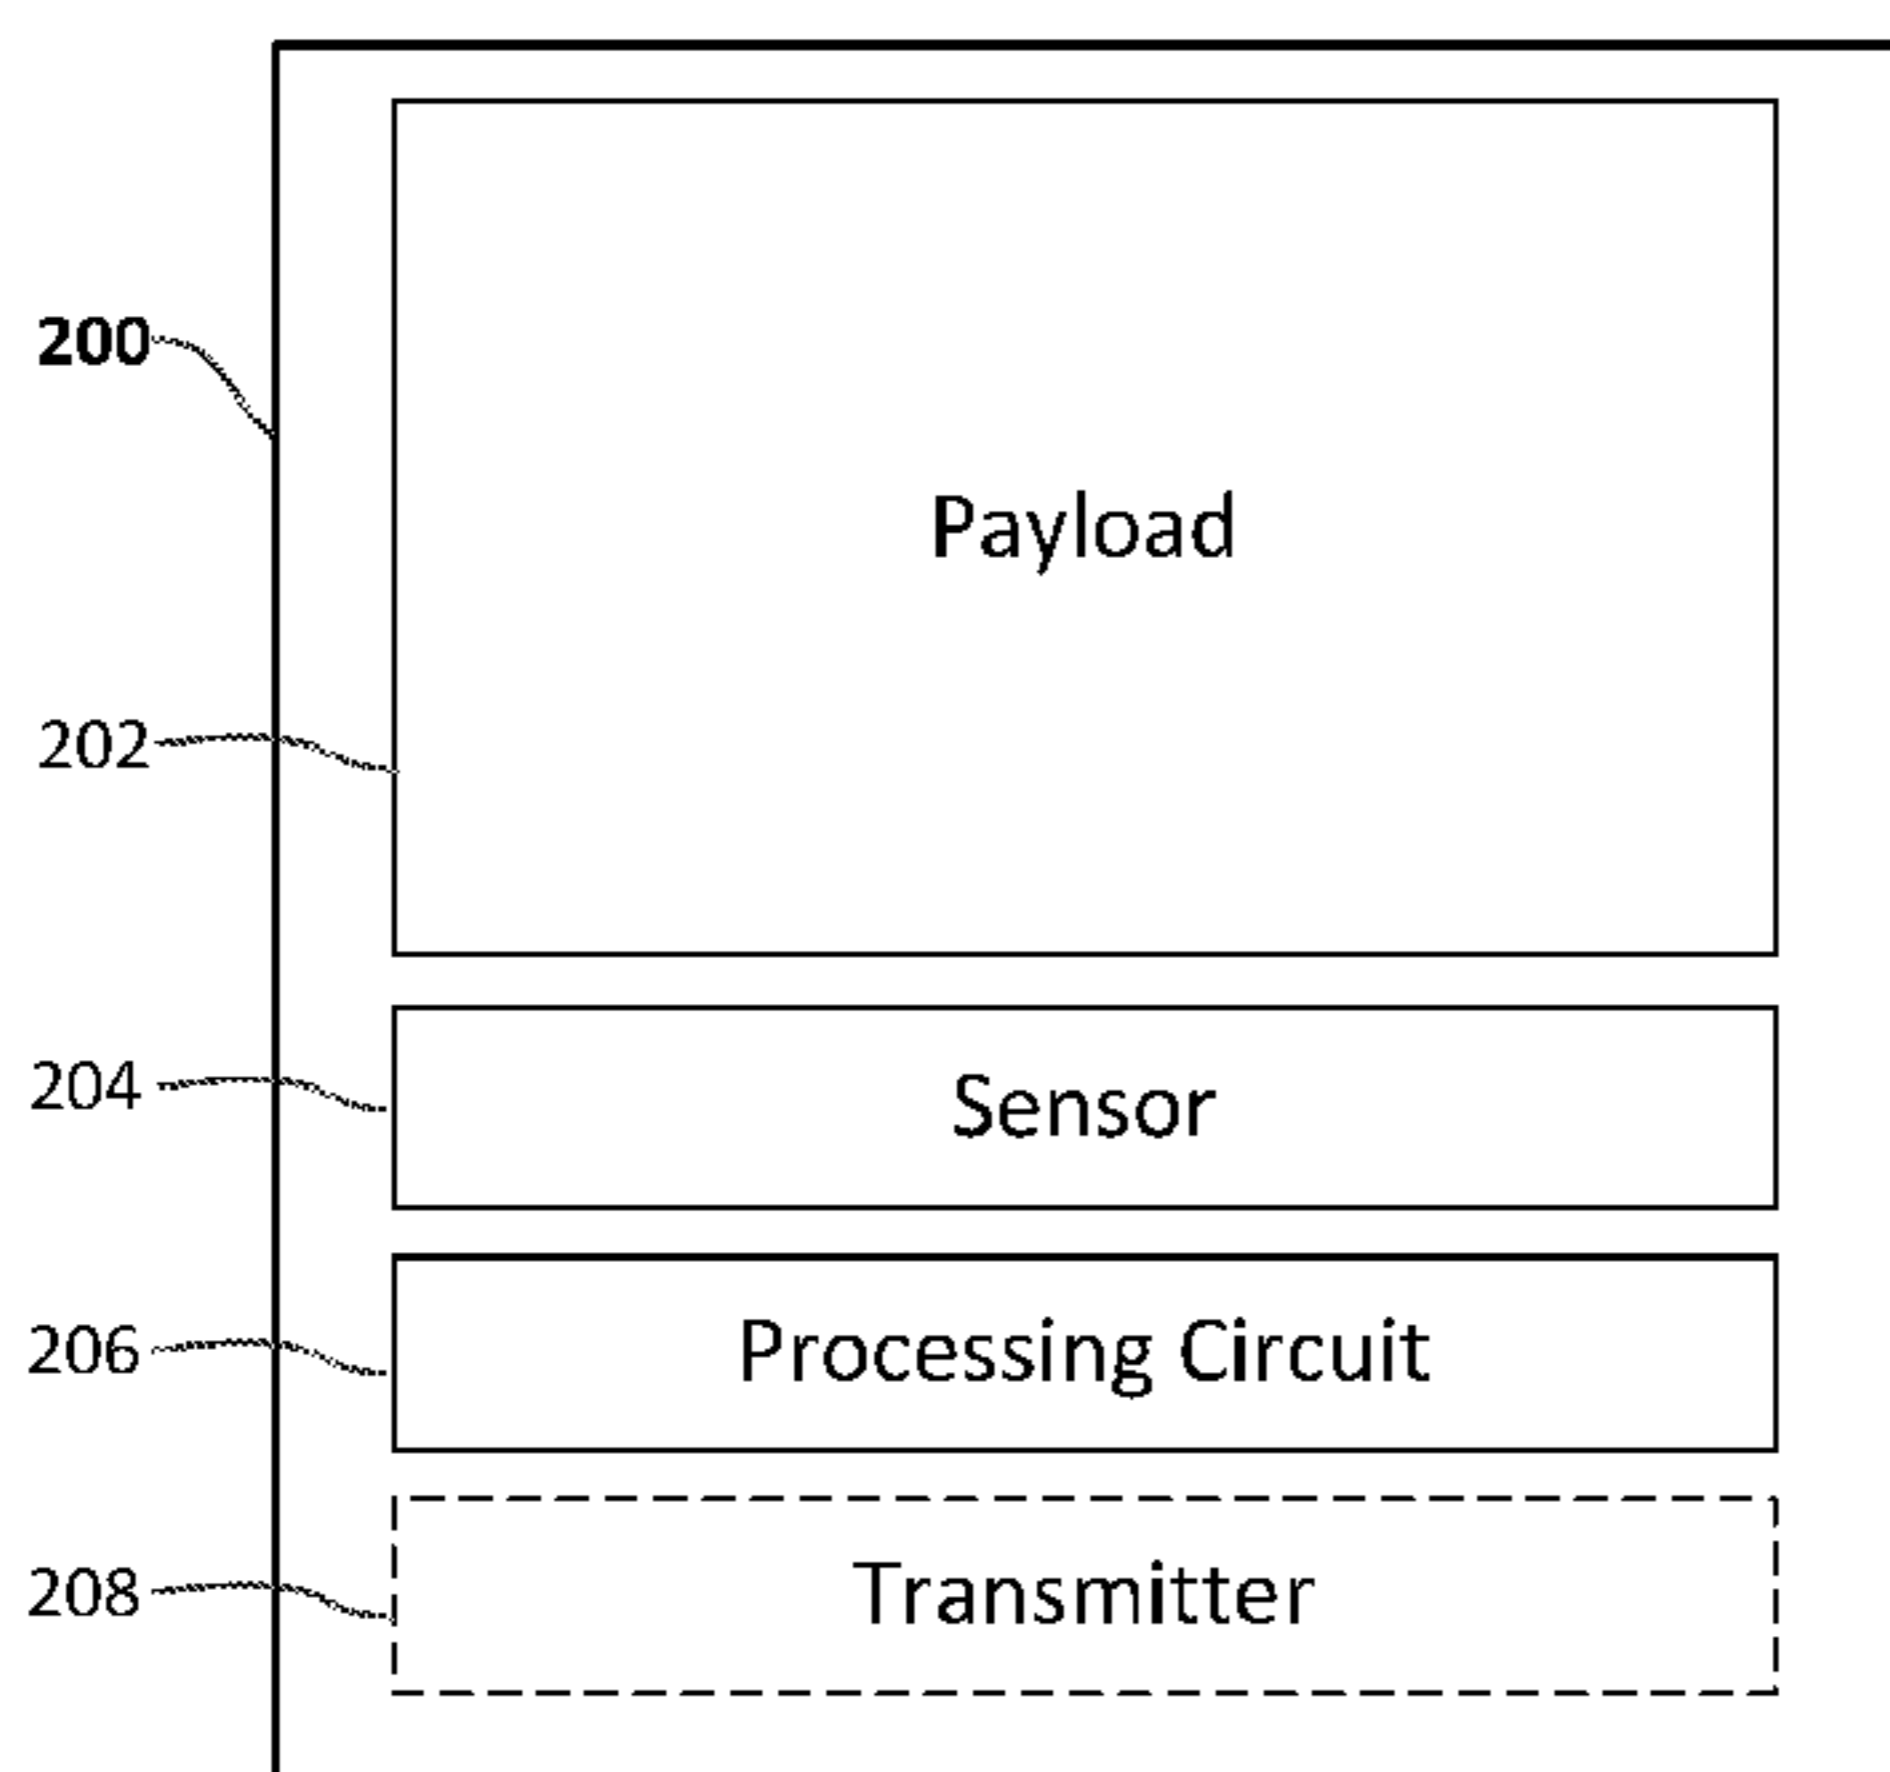 200
Payload
202
204
Sensor
206
Processing Circuit
208
Transmitter